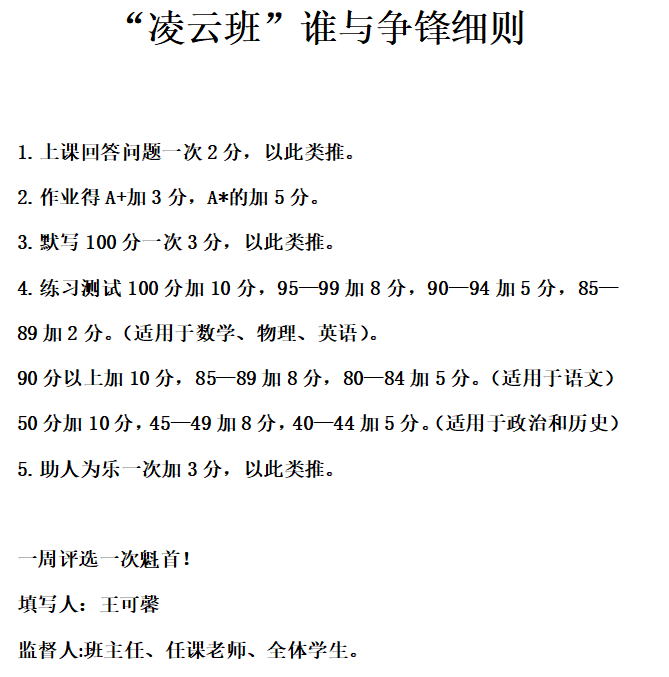 “凌云班”谁与争锋细则
1. 上课回答问题一次 2 分，以此类推。
2. 作业得 A+加 3 分，A*的加 5 分。
3. 默写 100 分一次 3 分，以此类推。
4. 练习测试 100 分加 10 分，95—99 加 8 分，90—94 加 5 分，85—
89 加 2 分。（适用于数学、物理、英语）。
90 分以上加 10 分，85—89 加 8 分，80—84 加 5 分。（适用于语文）
50 分加 10 分，45—49 加 8 分，40—44 加 5 分。（适用于政治和历史）
5. 助人为乐一次加 3 分，以此类推。
一周评选一次魁首！
填写人：王可馨
监督人:班主任、任课老师、全体学生。